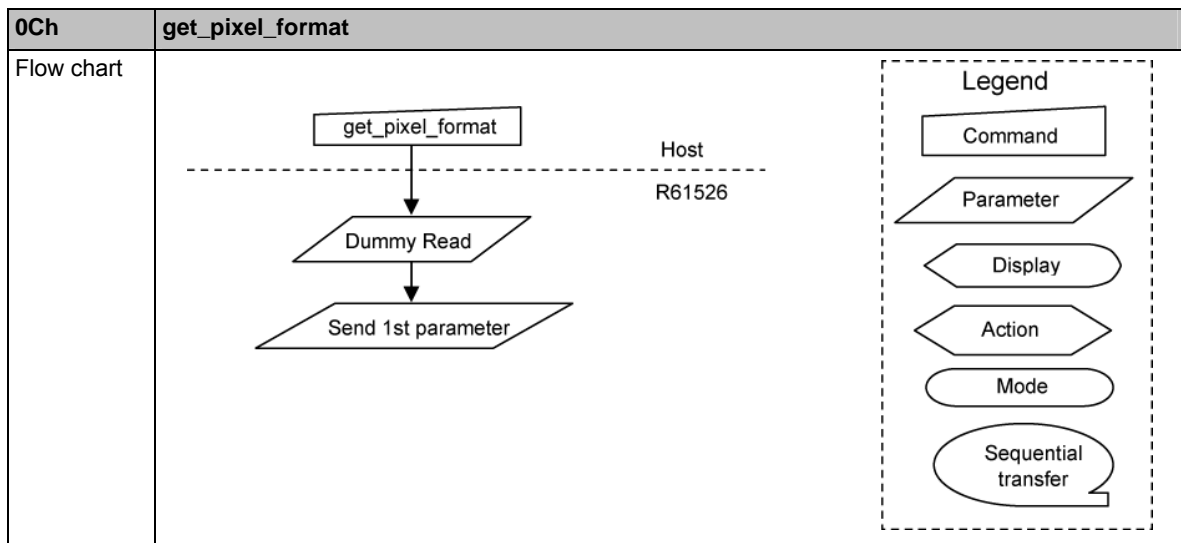 0Ch get_pixel_format
Flow chart
get_pixel_format
Host
R61526
Dummy Read
Send 1st parameter
Legend
Command
Parameter
Display
Action
Mode
Sequential
transfer